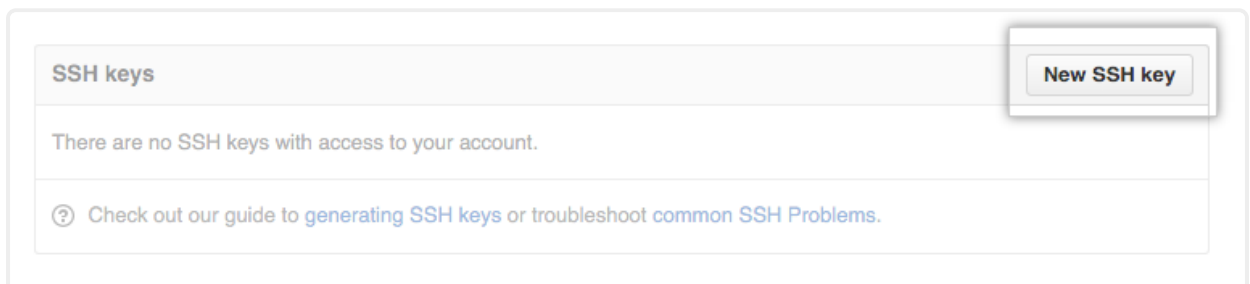 SSH keys
New SSH key
There are no SSH keys with access to your account.
Check out our guide to generating SSH keys or troubleshoot common SSH Problems.